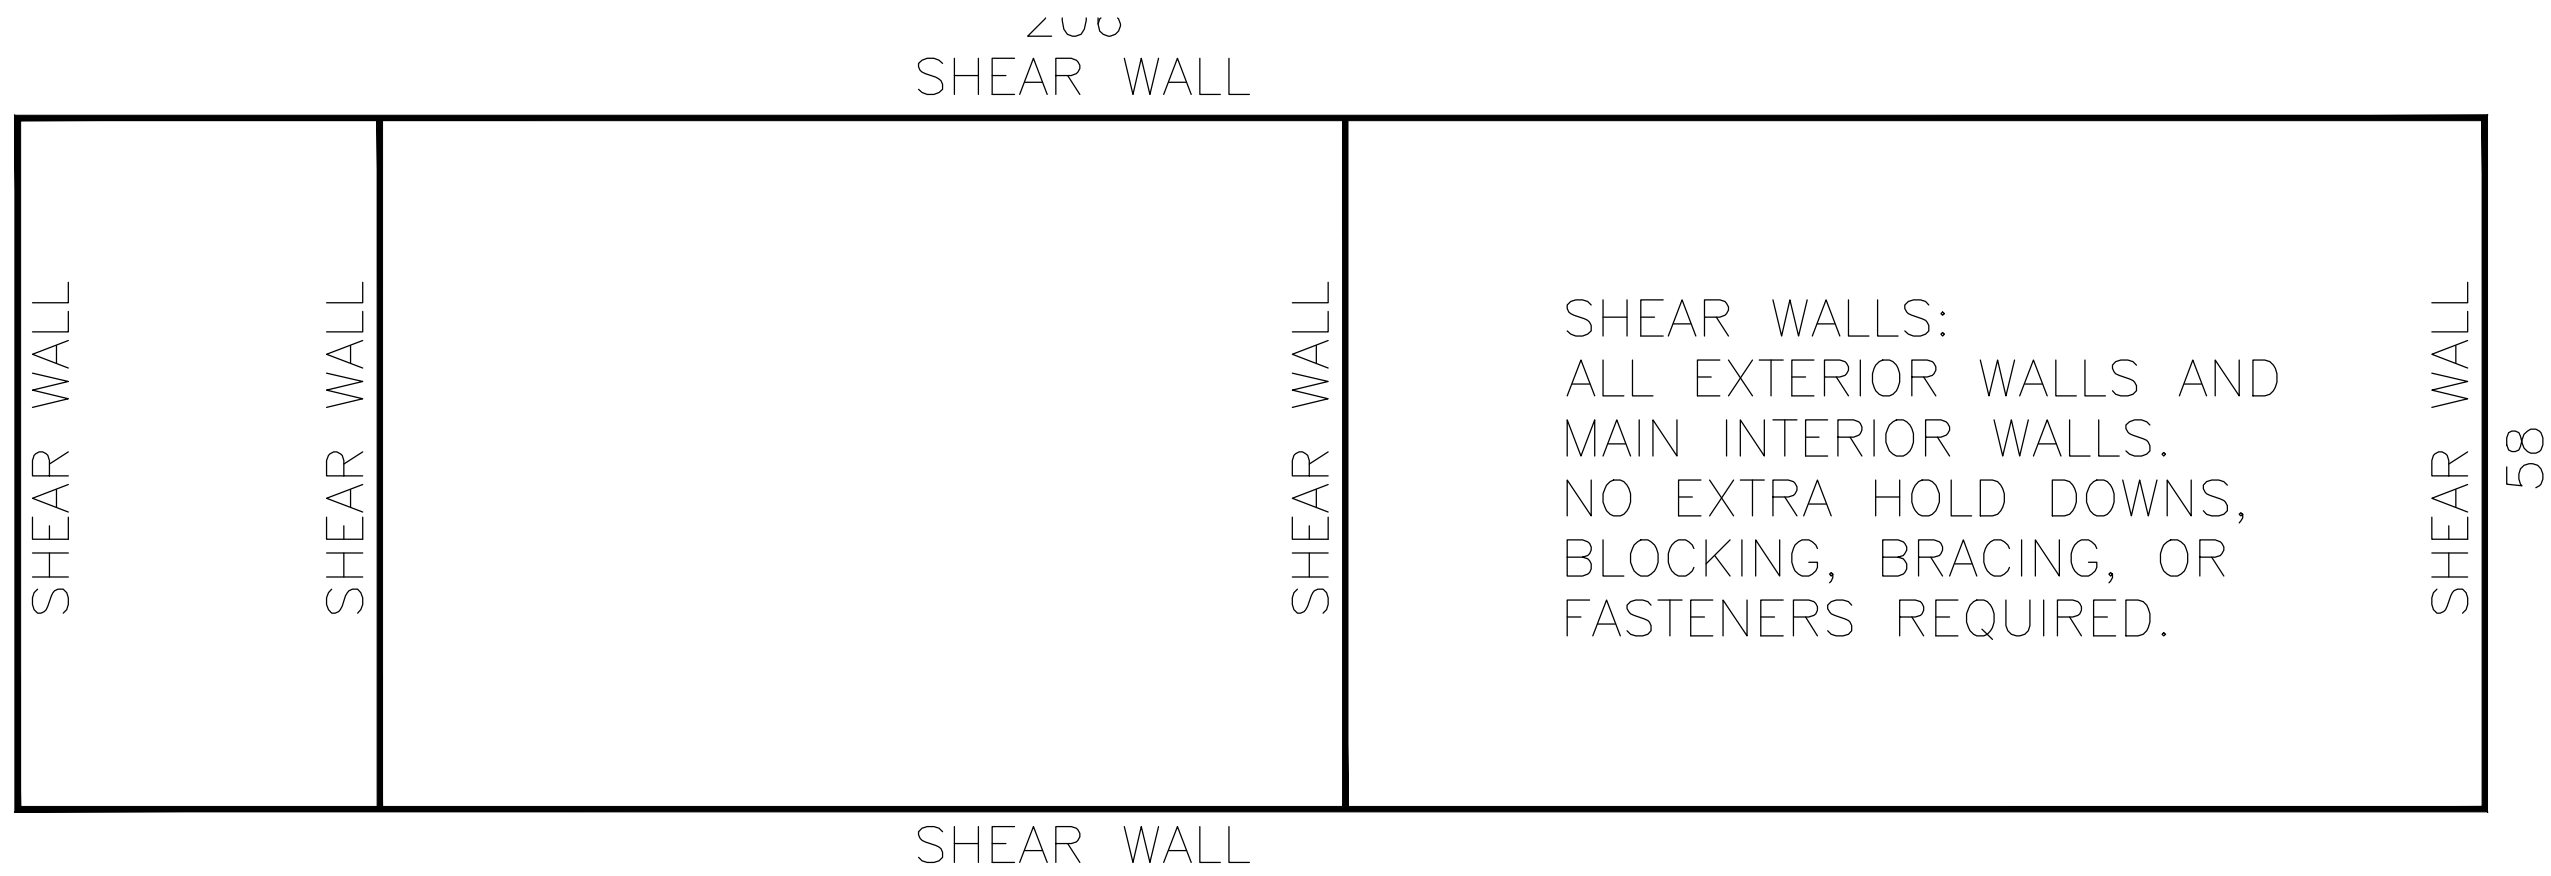 SHEAR WALL
SHEAR WALL
SHEAR WALL
SHEAR WALL
SHEAR WALLS:
ALL EXTERIOR WALLS AND
MAIN INTERIOR WALLS.
NO EXTRA HOLD DOWNS,
BLOCKING, BRACING, OR
FASTENERS REQUIRED.
SHEAR WALL
58
SHEAR WALL